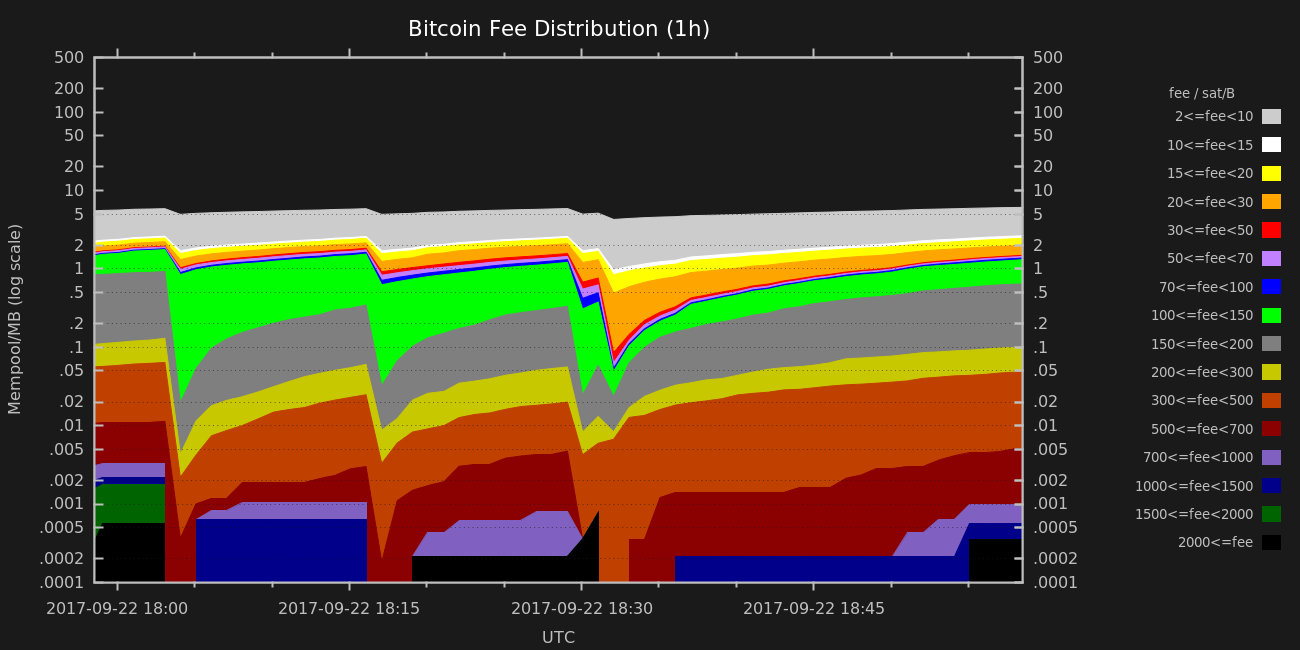 Bitcoin Fee Distribution (1h)
500 500
200 200
100 100
50 50
20 20
10 10
5 5
2 2
1 1
.5 .5
.2 .2
.1 .1
.05 .05
.02 .02
.01 .01
.005 .005
.002 .002
.001 .001
.0005 .0005
.0002 .0002
.0001 .0001
Mempool/MB (log scale)
2017-09-22 18:00 2017-09-22 18:15 2017-09-22 18:30 2017-09-22 18:45
UTC
fee / sat/B
2<=fee<10
10<=fee<15
15<=fee<20
20<=fee<30
30<=fee<50
50<=fee<70
70<=fee<100
100<=fee<150
150<=fee<200
200<=fee<300
300<=fee<500
500<=fee<700
700<=fee<1000
1000<=fee<1500
1500<=fee<2000
2000<=fee